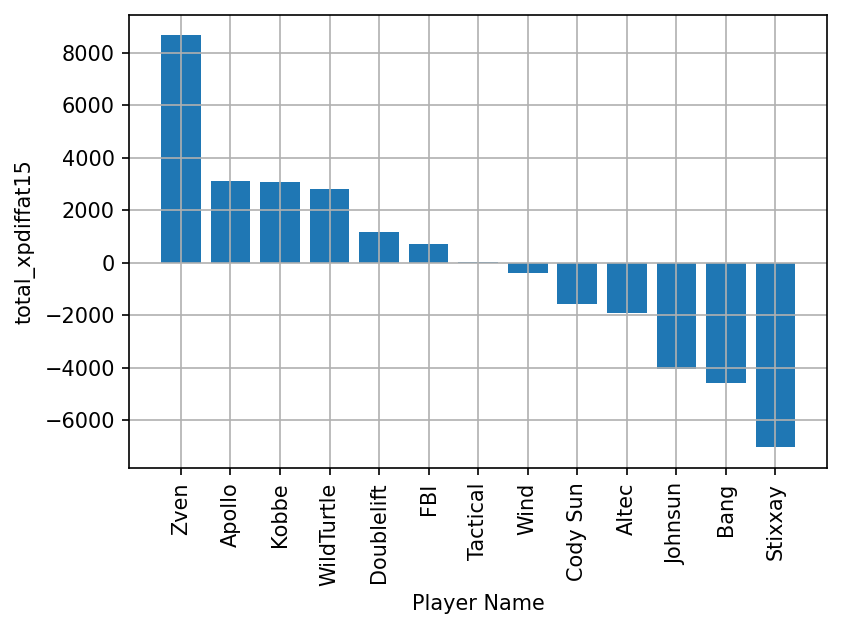 8000
6000
4000
2000
0
−2000
−4000
−6000
total_xpdiffat15
Zven
Apollo
Kobbe
WildTurtle
Doublelift
FBI
Tactical
Wind
Cody Sun
Altec
Johnsun
Bang
Stixxay
Player Name